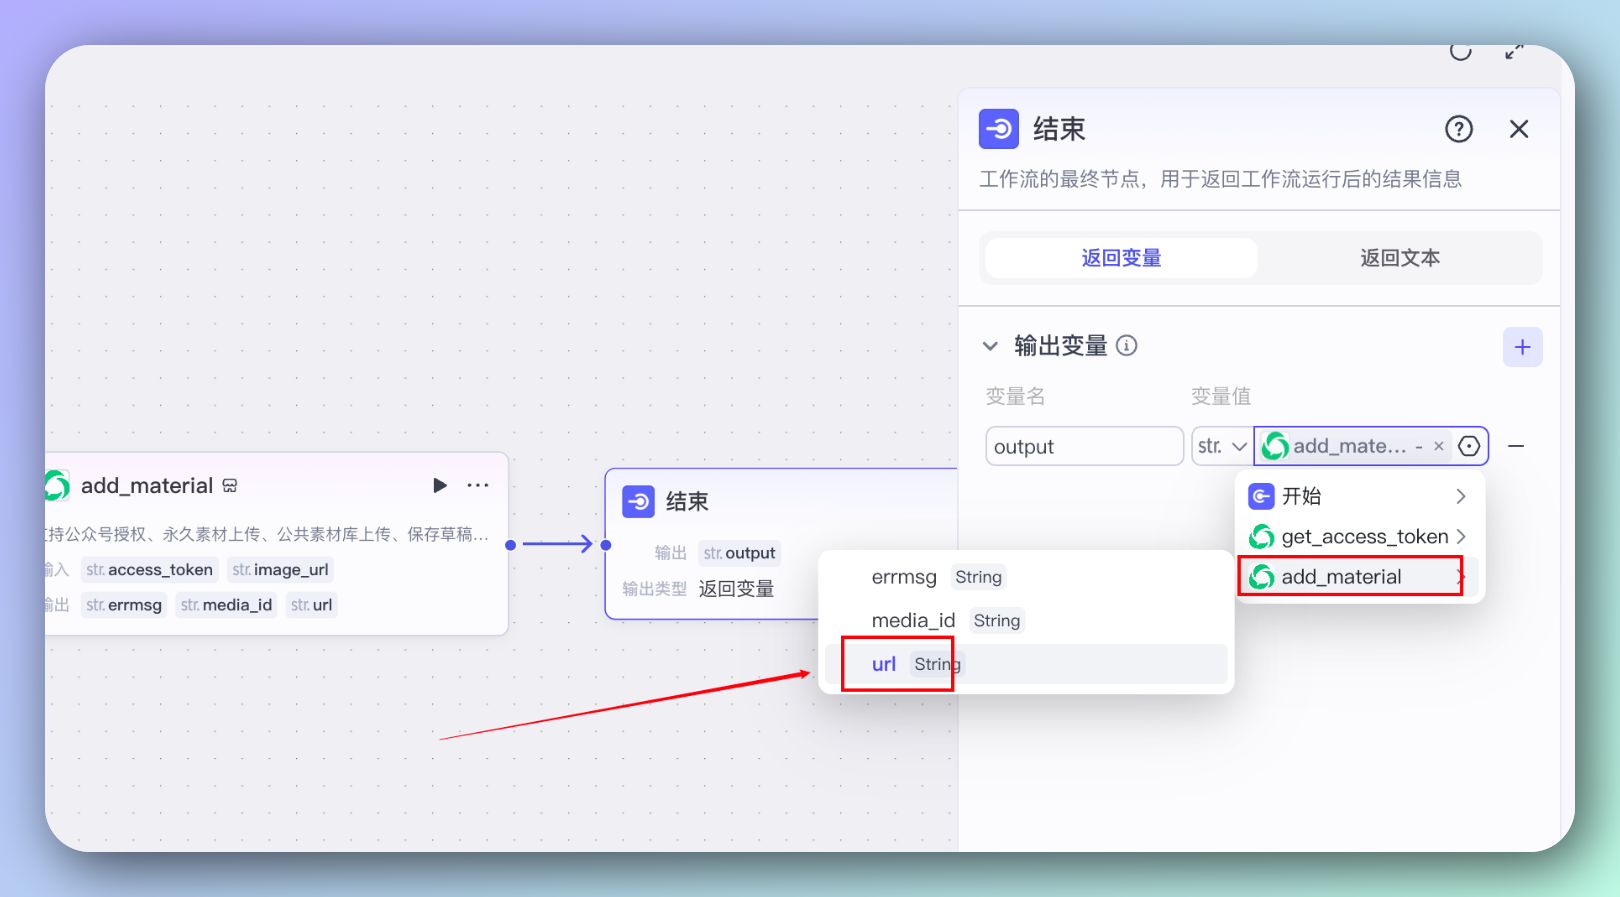 结束
工作流的最终节点，用于返回工作流运行后的结果信息
返回变量 返回文本
输出变量
变量名 变量值
output str. add_mate... -
开始
get_access_token
add_material
add_material
支持公众号授权、永久素材上传、公共素材库上传、保存草稿...
输入 str. access_token str. image_url
输出 str. errmsg str. media_id str. url
结束
输出 str. output
输出类型 返回变量
errmsg String
media_id String
url String